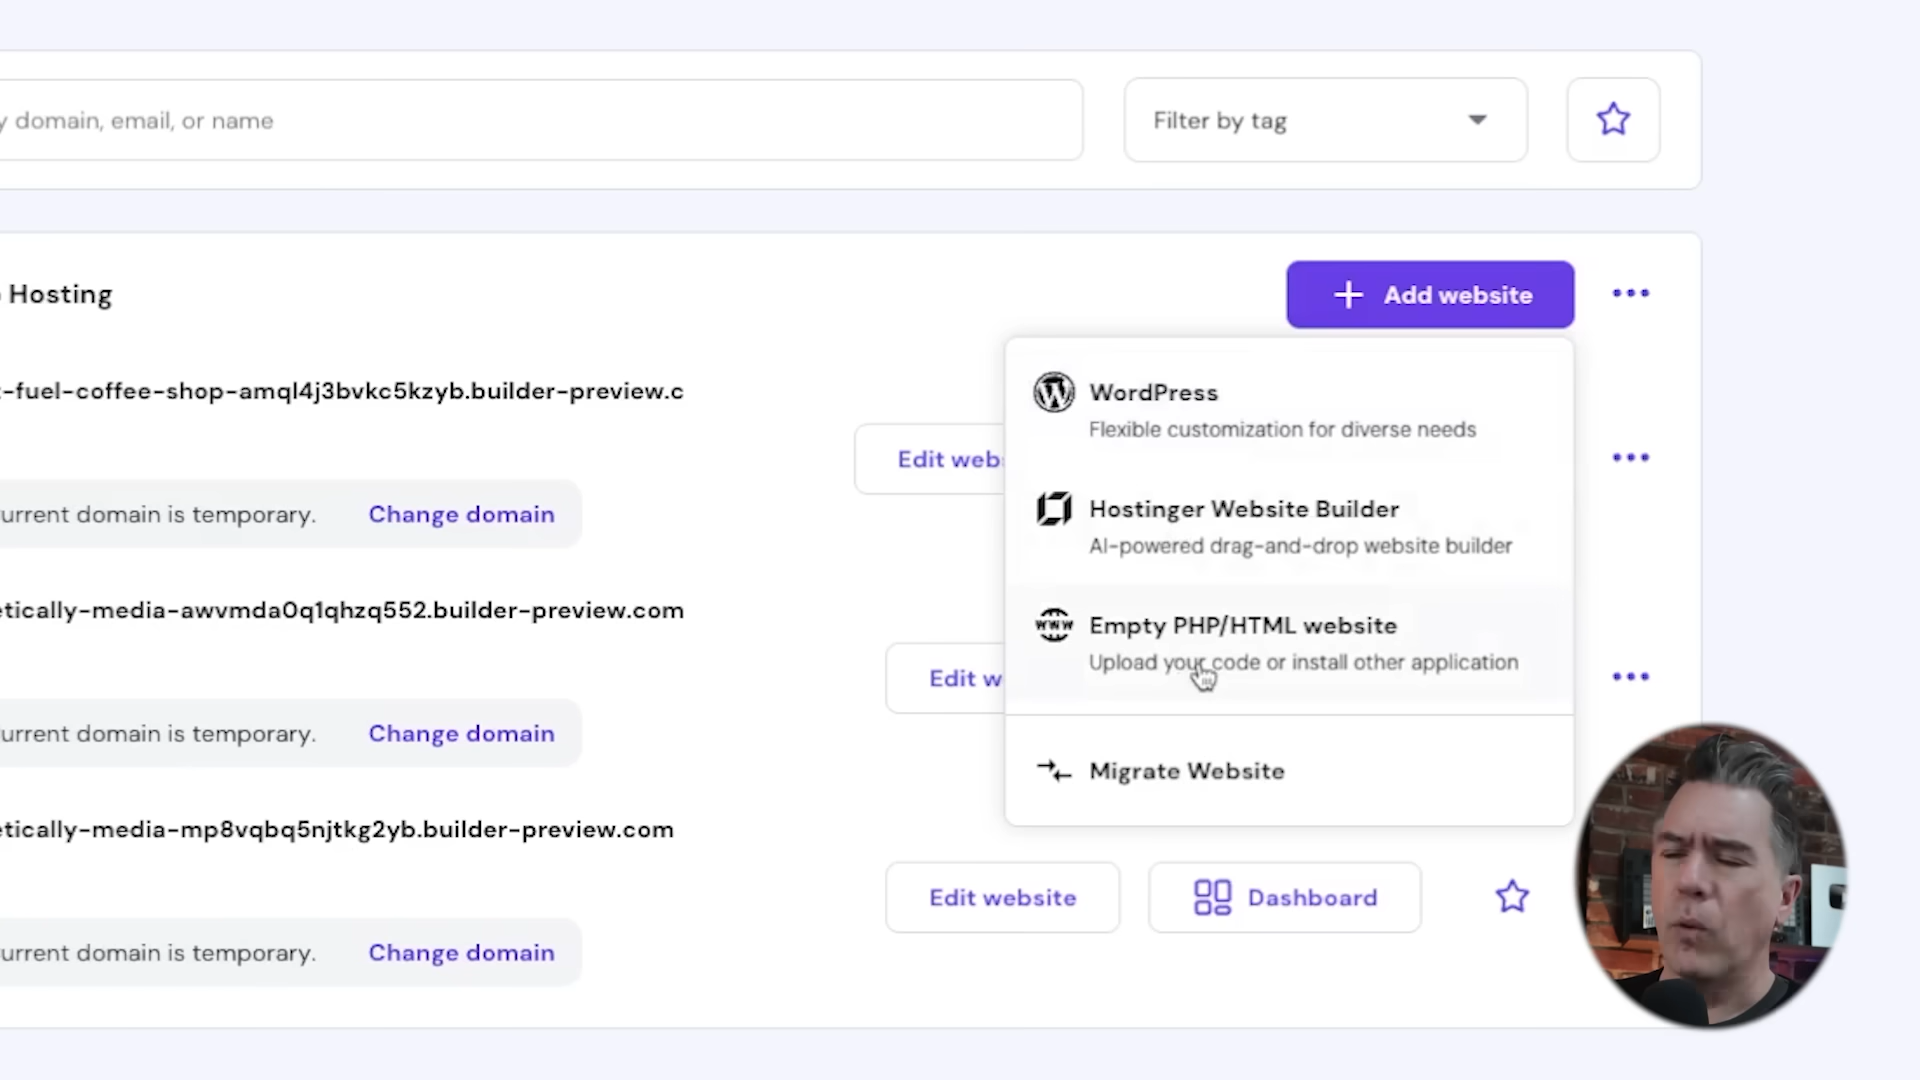 domain, email, or name
Filter by tag
Hosting
+ Add website
-fuel-coffee-shop-amql4j3bvkc5kzyb.builder-preview.c
WordPress
Flexible customization for diverse needs
Edit web
Hostinger Website Builder
AI-powered drag-and-drop website builder
urrent domain is temporary. Change domain
etically-media-awvmda0q1qhzq552.builder-preview.com
Empty PHP/HTML website
Upload your code or install other application
www
Edit w
urrent domain is temporary. Change domain
Migrate Website
etically-media-mp8vqbq5njtkg2yb.builder-preview.com
Edit website
Dashboard
urrent domain is temporary. Change domain